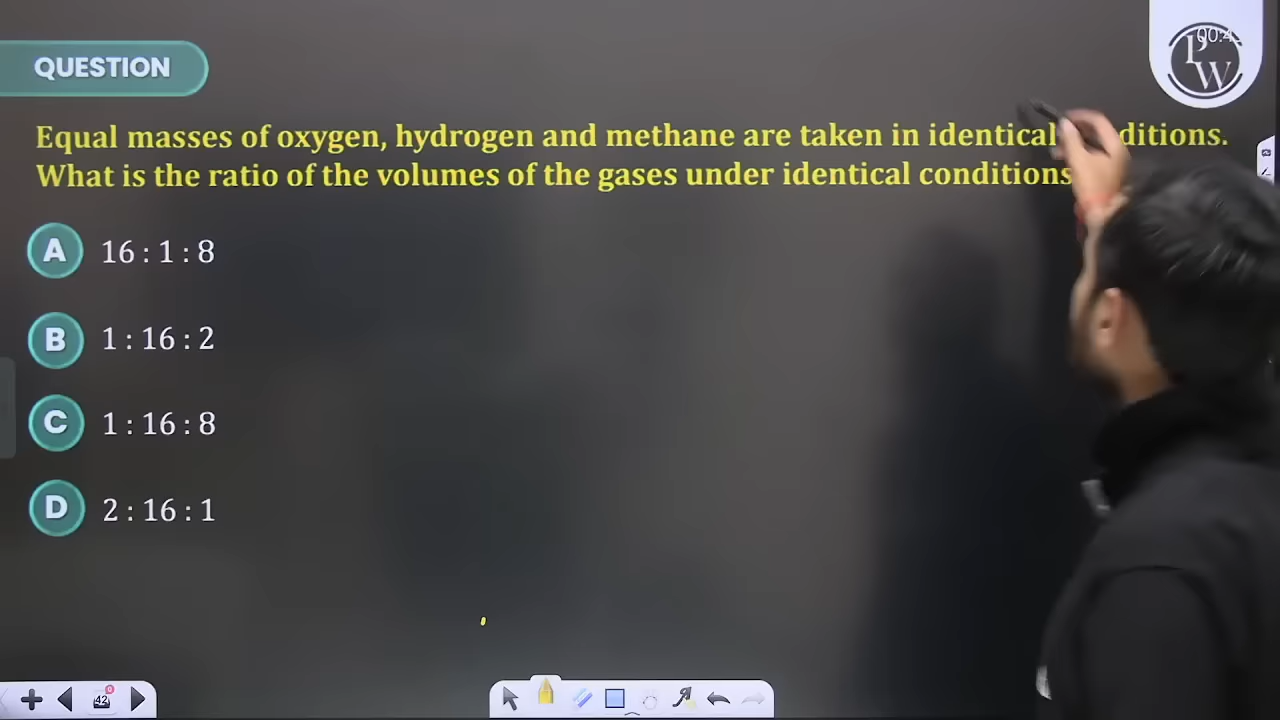 QUESTION
Equal masses of oxygen, hydrogen and methane are taken in identical ditions.
What is the ratio of the volumes of the gases under identical conditions
A 16 : 1 : 8
B 1 : 16 : 2
C 1 : 16 : 8
D 2 : 16 : 1
PW
42